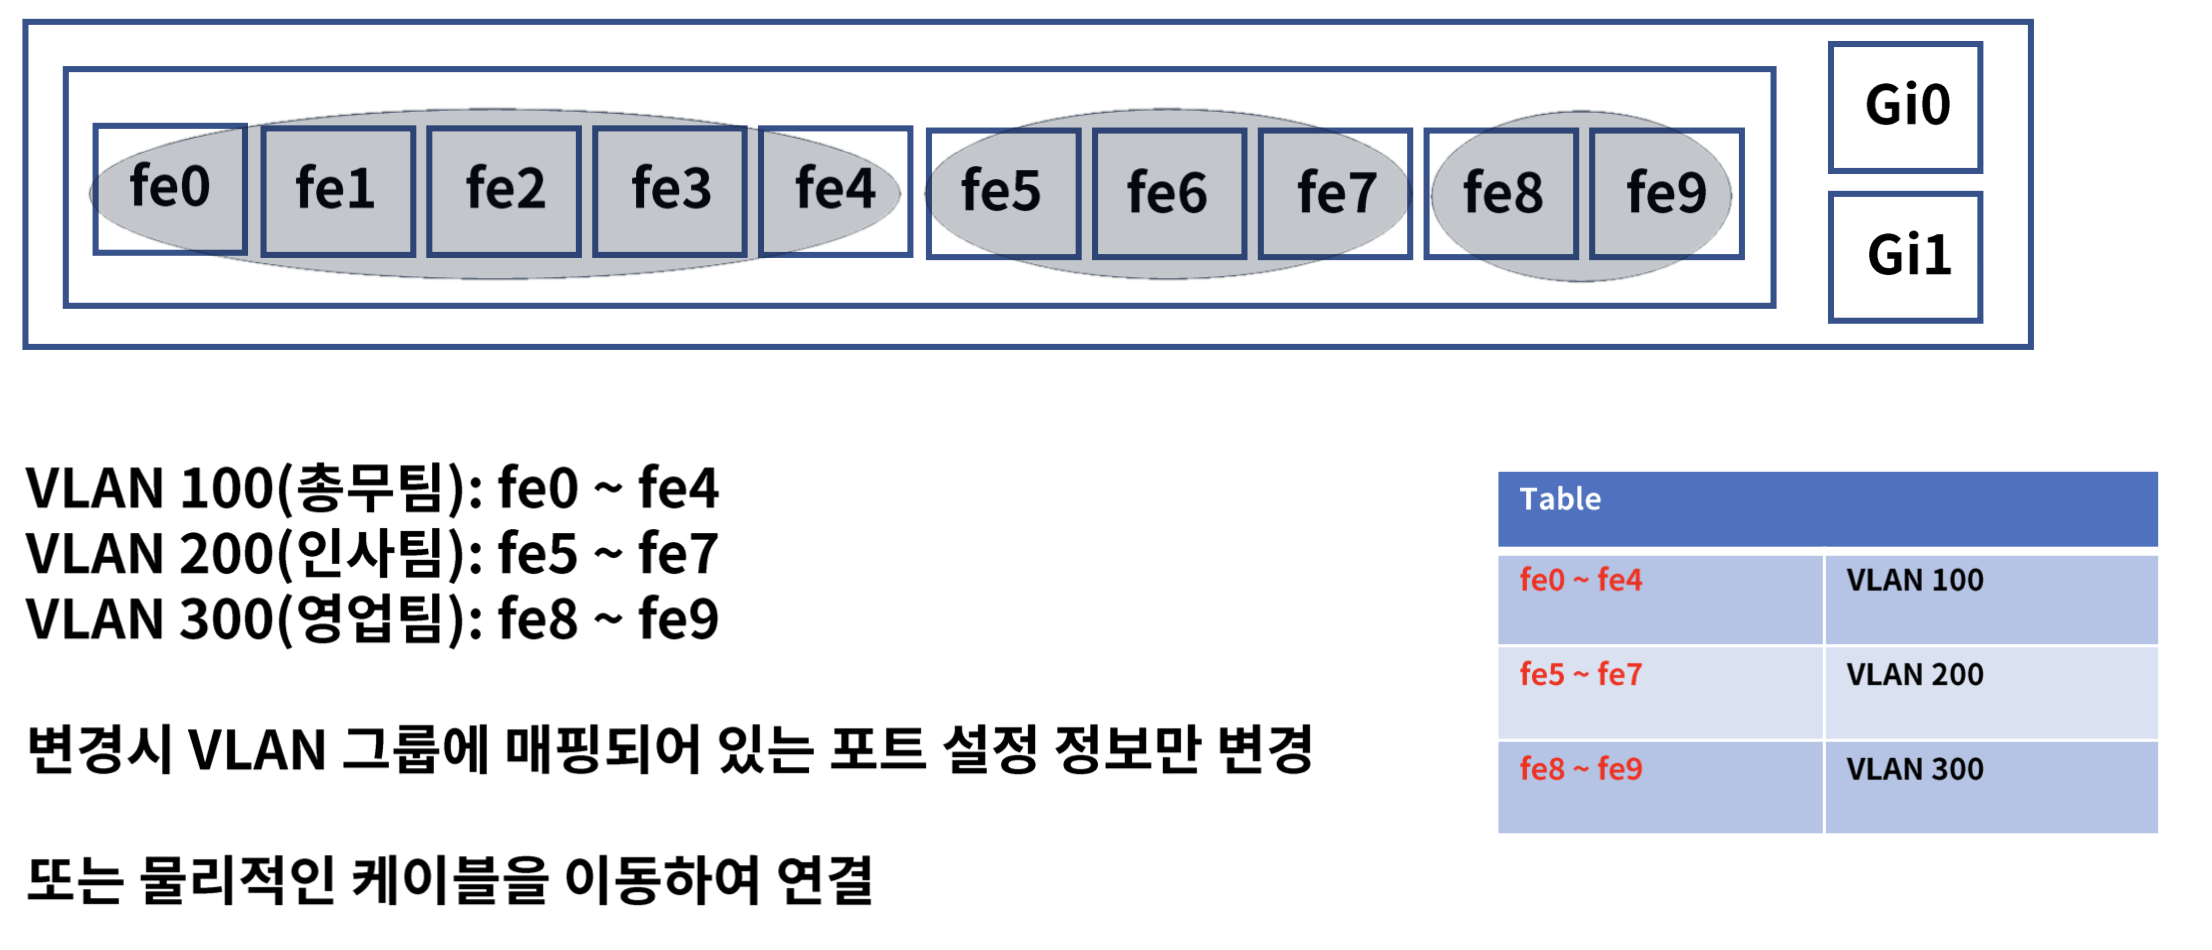 Gi0
fe0 fe1 fe2 fe3 fe4 fe5 fe6 fe7 fe8 fe9
Gi1
VLAN 100(총무팀): fe0 ~ fe4
VLAN 200(인사팀): fe5 ~ fe7
VLAN 300(영업팀): fe8 ~ fe9
변경시 VLAN 그룹에 매핑되어 있는 포트 설정 정보만 변경
또는 물리적인 케이블을 이동하여 연결
Table
fe0 ~ fe4 VLAN 100
fe5 ~ fe7 VLAN 200
fe8 ~ fe9 VLAN 300